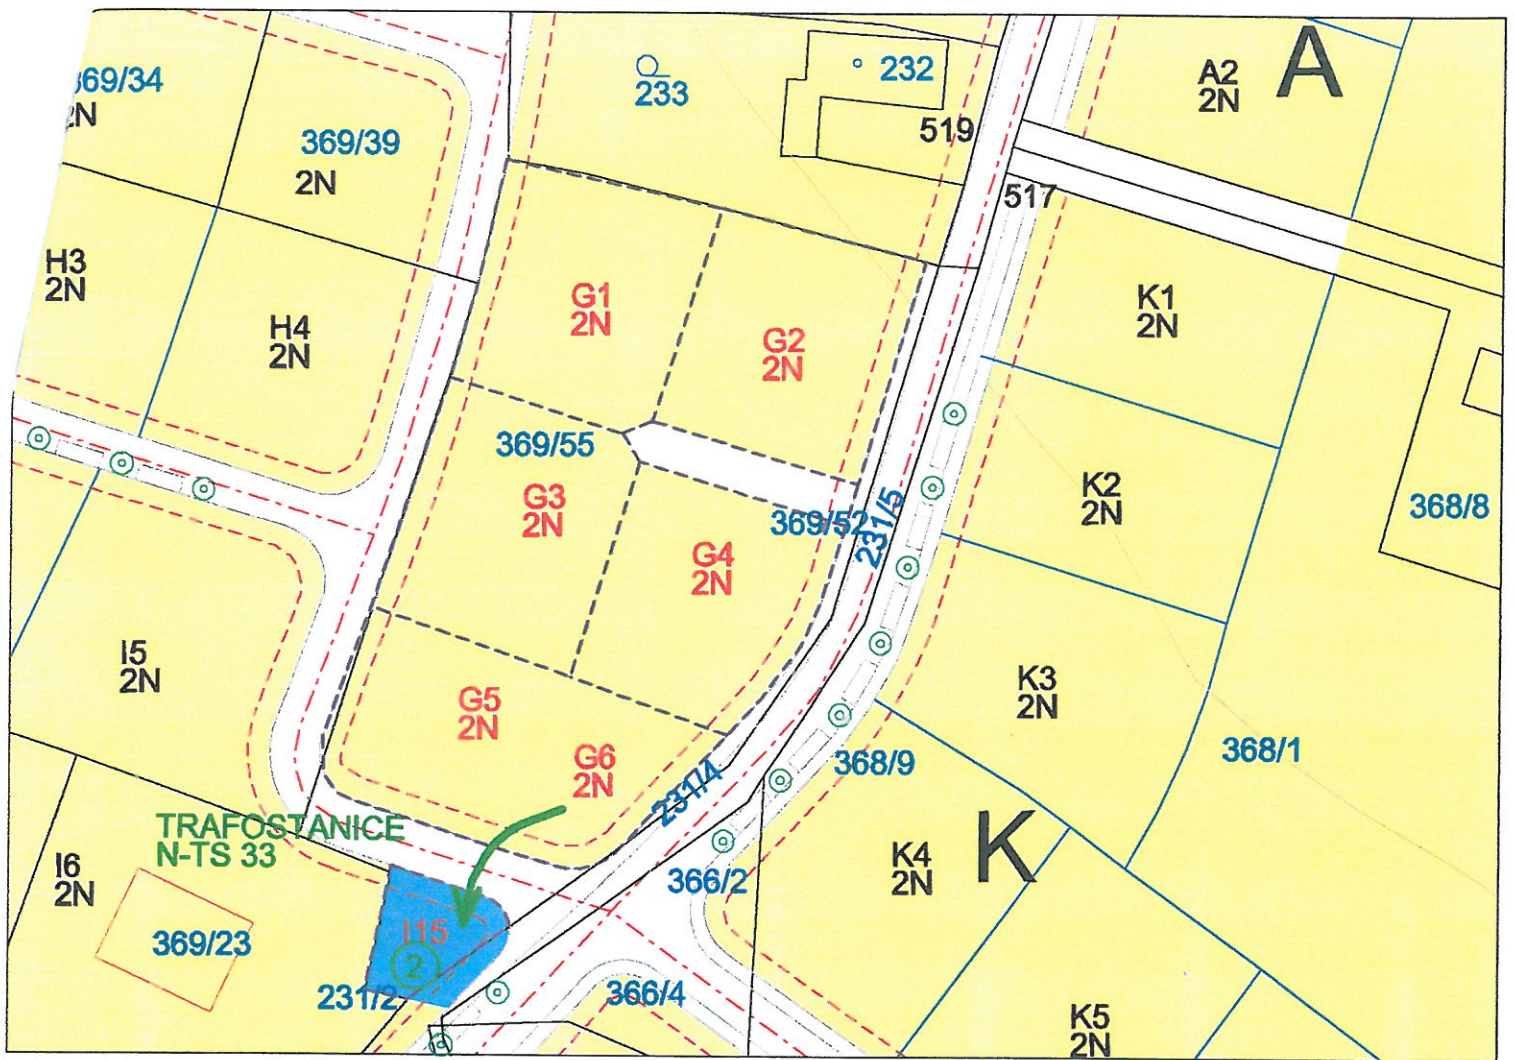 A
A2
2N
232
233
519
369/34
2N
369/39
2N
517
H3
2N
H4
2N
G1
2N
G2
2N
K1
2N
369/55
G3
2N
369/52
231/5
K2
2N
368/8
G4
2N
I5
2N
G5
2N
G6
2N
K3
2N
368/9
368/1
231/4
TRAFOSTANICE
N-TS 33
I6
2N
366/2
K4
2N
K
369/23
I15
2
231/2
366/4
K5
2N